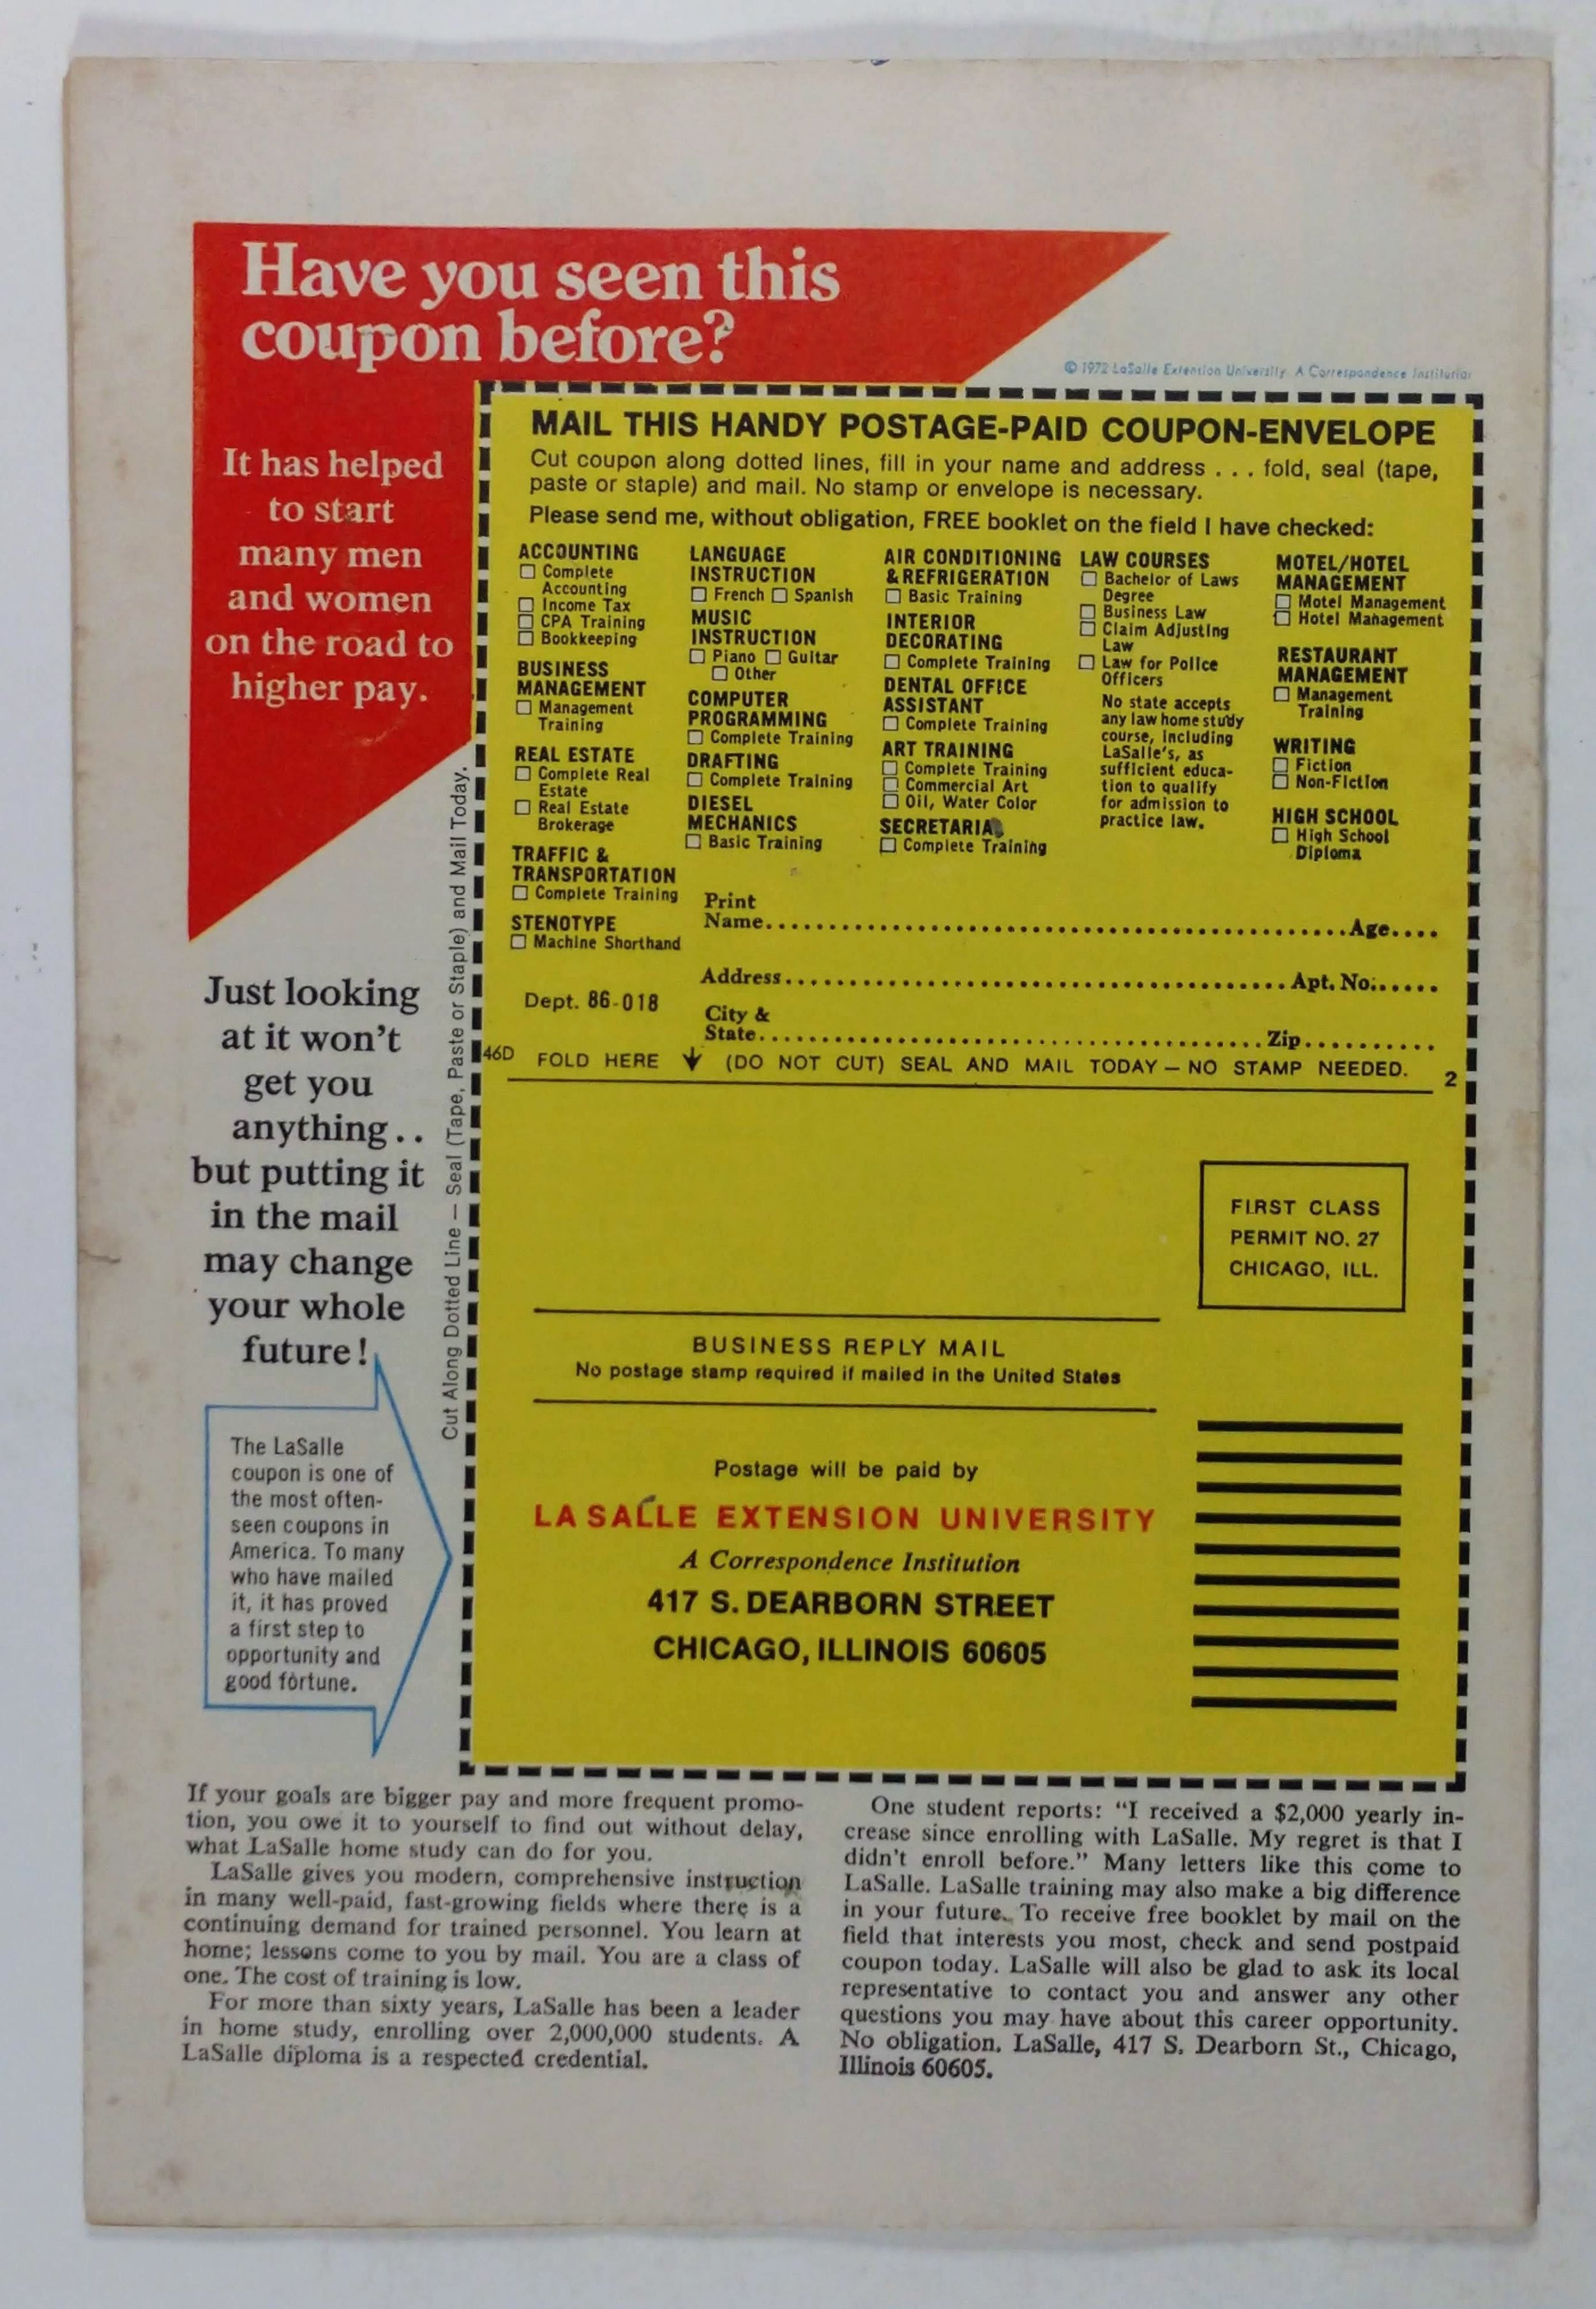 Have you seen this
coupon before?
© 1972 LaSalle Extension University A Correspondence Institution
It has helped
to start
many men
and women
on the road to
higher pay.
Just looking
at it won't
get you
anything..
but putting it
in the mail
may change
your whole
future!
The LaSalle
coupon is one of
the most often-
seen coupons in
America. To many
who have mailed
it, it has proved
a first step to
opportunity and
good fortune.
Cut Along Dotted Line — Seal (Tape, Paste or Staple) and Mail Today.
MAIL THIS HANDY POSTAGE-PAID COUPON-ENVELOPE
Cut coupon along dotted lines, fill in your name and address . . . fold, seal (tape,
paste or staple) and mail. No stamp or envelope is necessary.
Please send me, without obligation, FREE booklet on the field I have checked:
ACCOUNTING
Complete
Accounting
Income Tax
CPA Training
Bookkeeping
BUSINESS
MANAGEMENT
Management
Training
REAL ESTATE
Complete Real
Estate
Real Estate
Brokerage
TRAFFIC &
TRANSPORTATION
Complete Training
STENOTYPE
Machine Shorthand
LANGUAGE
INSTRUCTION
French Spanish
MUSIC
INSTRUCTION
Piano Guitar
Other
COMPUTER
PROGRAMMING
Complete Training
DRAFTING
Complete Training
DIESEL
MECHANICS
Basic Training
AIR CONDITIONING
& REFRIGERATION
Basic Training
INTERIOR
DECORATING
Complete Training
DENTAL OFFICE
ASSISTANT
Complete Training
ART TRAINING
Complete Training
Commercial Art
Oil, Water Color
SECRETARIAL
Complete Training
LAW COURSES
Bachelor of Laws
Degree
Business Law
Claim Adjusting
Law
Law for Police
Officers
No state accepts
any law home study
course, including
LaSalle's, as
sufficient educa-
tion to qualify
for admission to
practice law.
MOTEL/HOTEL
MANAGEMENT
Motel Management
Hotel Management
RESTAURANT
MANAGEMENT
Management
Training
WRITING
Fiction
Non-Fiction
HIGH SCHOOL
High School
Diploma
Dept. 86-018
Print
Name Age
Address Apt. No.
City &
State Zip
46D FOLD HERE (DO NOT CUT) SEAL AND MAIL TODAY — NO STAMP NEEDED. 2
FIRST CLASS
PERMIT NO. 27
CHICAGO, ILL.
BUSINESS REPLY MAIL
No postage stamp required if mailed in the United States
Postage will be paid by
LA SALLE EXTENSION UNIVERSITY
A Correspondence Institution
417 S. DEARBORN STREET
CHICAGO, ILLINOIS 60605
If your goals are bigger pay and more frequent promo-
tion, you owe it to yourself to find out without delay,
what LaSalle home study can do for you.
LaSalle gives you modern, comprehensive instruction
in many well-paid, fast-growing fields where there is a
continuing demand for trained personnel. You learn at
home; lessons come to you by mail. You are a class of
one. The cost of training is low.
For more than sixty years, LaSalle has been a leader
in home study, enrolling over 2,000,000 students. A
LaSalle diploma is a respected credential.
One student reports: "I received a $2,000 yearly in-
crease since enrolling with LaSalle. My regret is that I
didn't enroll before." Many letters like this come to
LaSalle. LaSalle training may also make a big difference
in your future. To receive free booklet by mail on the
field that interests you most, check and send postpaid
coupon today. LaSalle will also be glad to ask its local
representative to contact you and answer any other
questions you may have about this career opportunity.
No obligation. LaSalle, 417 S. Dearborn St., Chicago,
Illinois 60605.